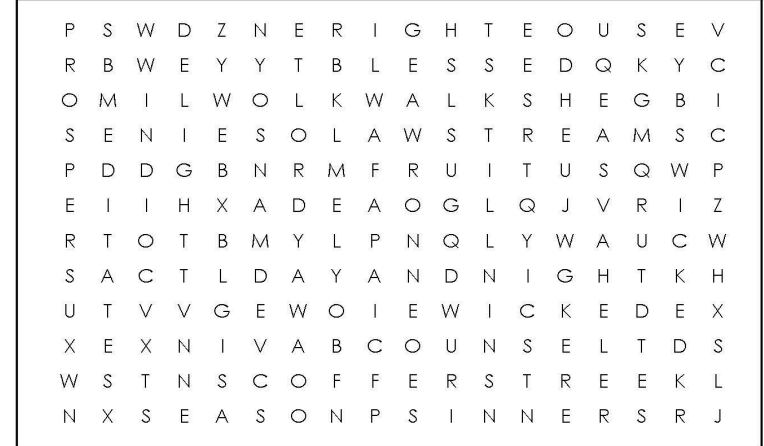 P S W D Z N E R I G H T E O U S E V
R B W E Y Y T B L E S S E D Q K Y C
O M I L W O L K W A L K S H E G B I
S E N I E S O L A W S T R E A M S C
P D D G B N R M F R U I T U S Q W P
E I I H X A D E A O G L Q J V R I Z
R T O T B M Y L P N Q L Y W A U C W
S A C T L D A Y A N D N I G H T K H
U T V V G E W O I E W I C K E D E X
X E X N I V A B C O U N S E L T D S
W S T N S C O F F E R S T R E E K L
N X S E A S O N P S I N N E R S R J